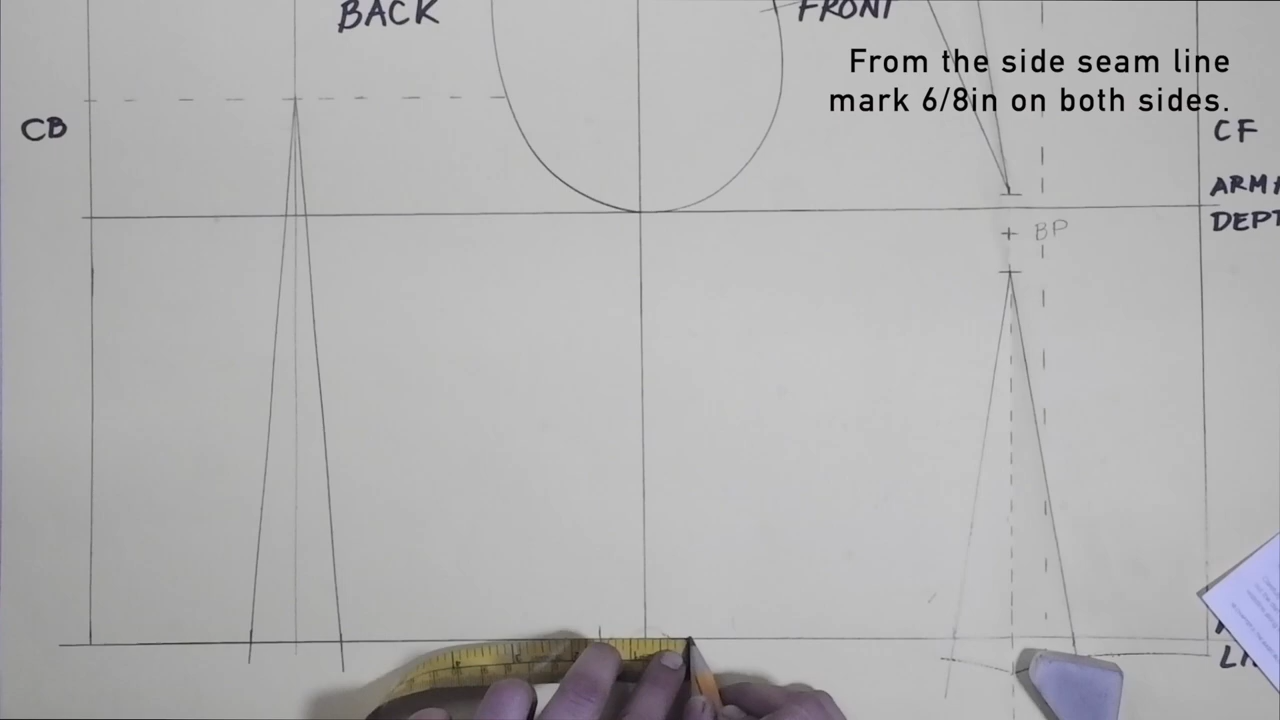 BACK
FRONT
From the side seam line
mark 6/8in on both sides.
CB
CF
BP